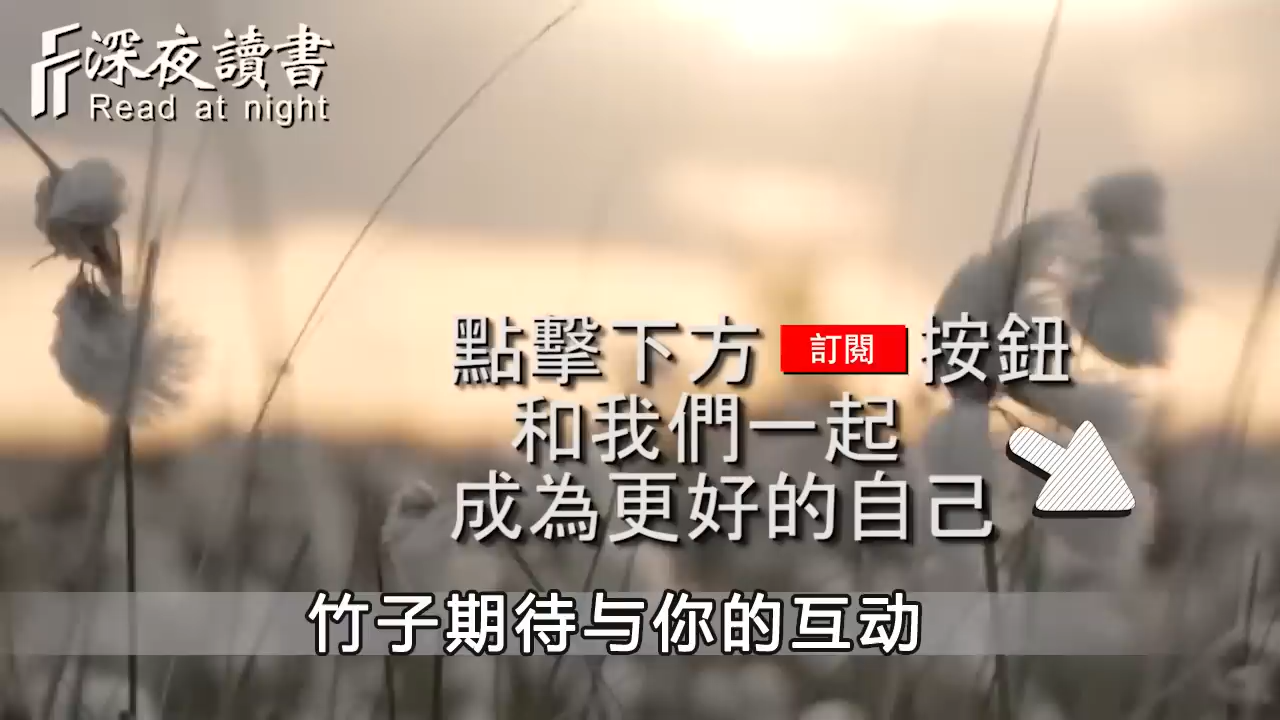 深夜讀書
Read at night
點擊下方 訂閱 按鈕
和我們一起
成為更好的自己
竹子期待与你的互动